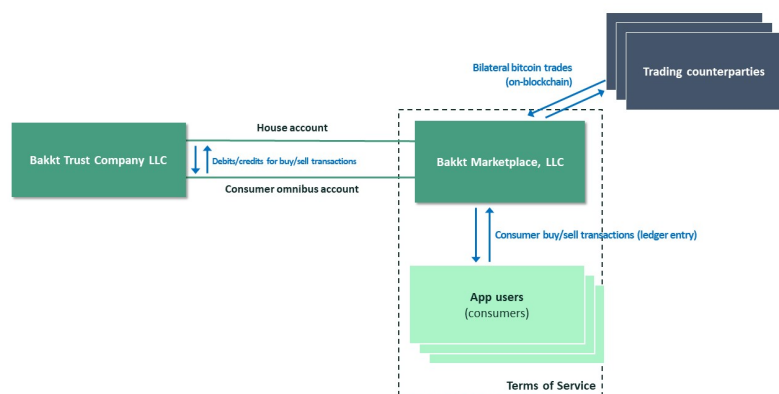 Bilateral bitcoin trades
(on-blockchain)
Trading counterparties
House account
Bakkt Trust Company LLC
Debits/credits for buy/sell transactions
Bakkt Marketplace, LLC
Consumer omnibus account
Consumer buy/sell transactions (ledger entry)
App users
(consumers)
Terms of Service